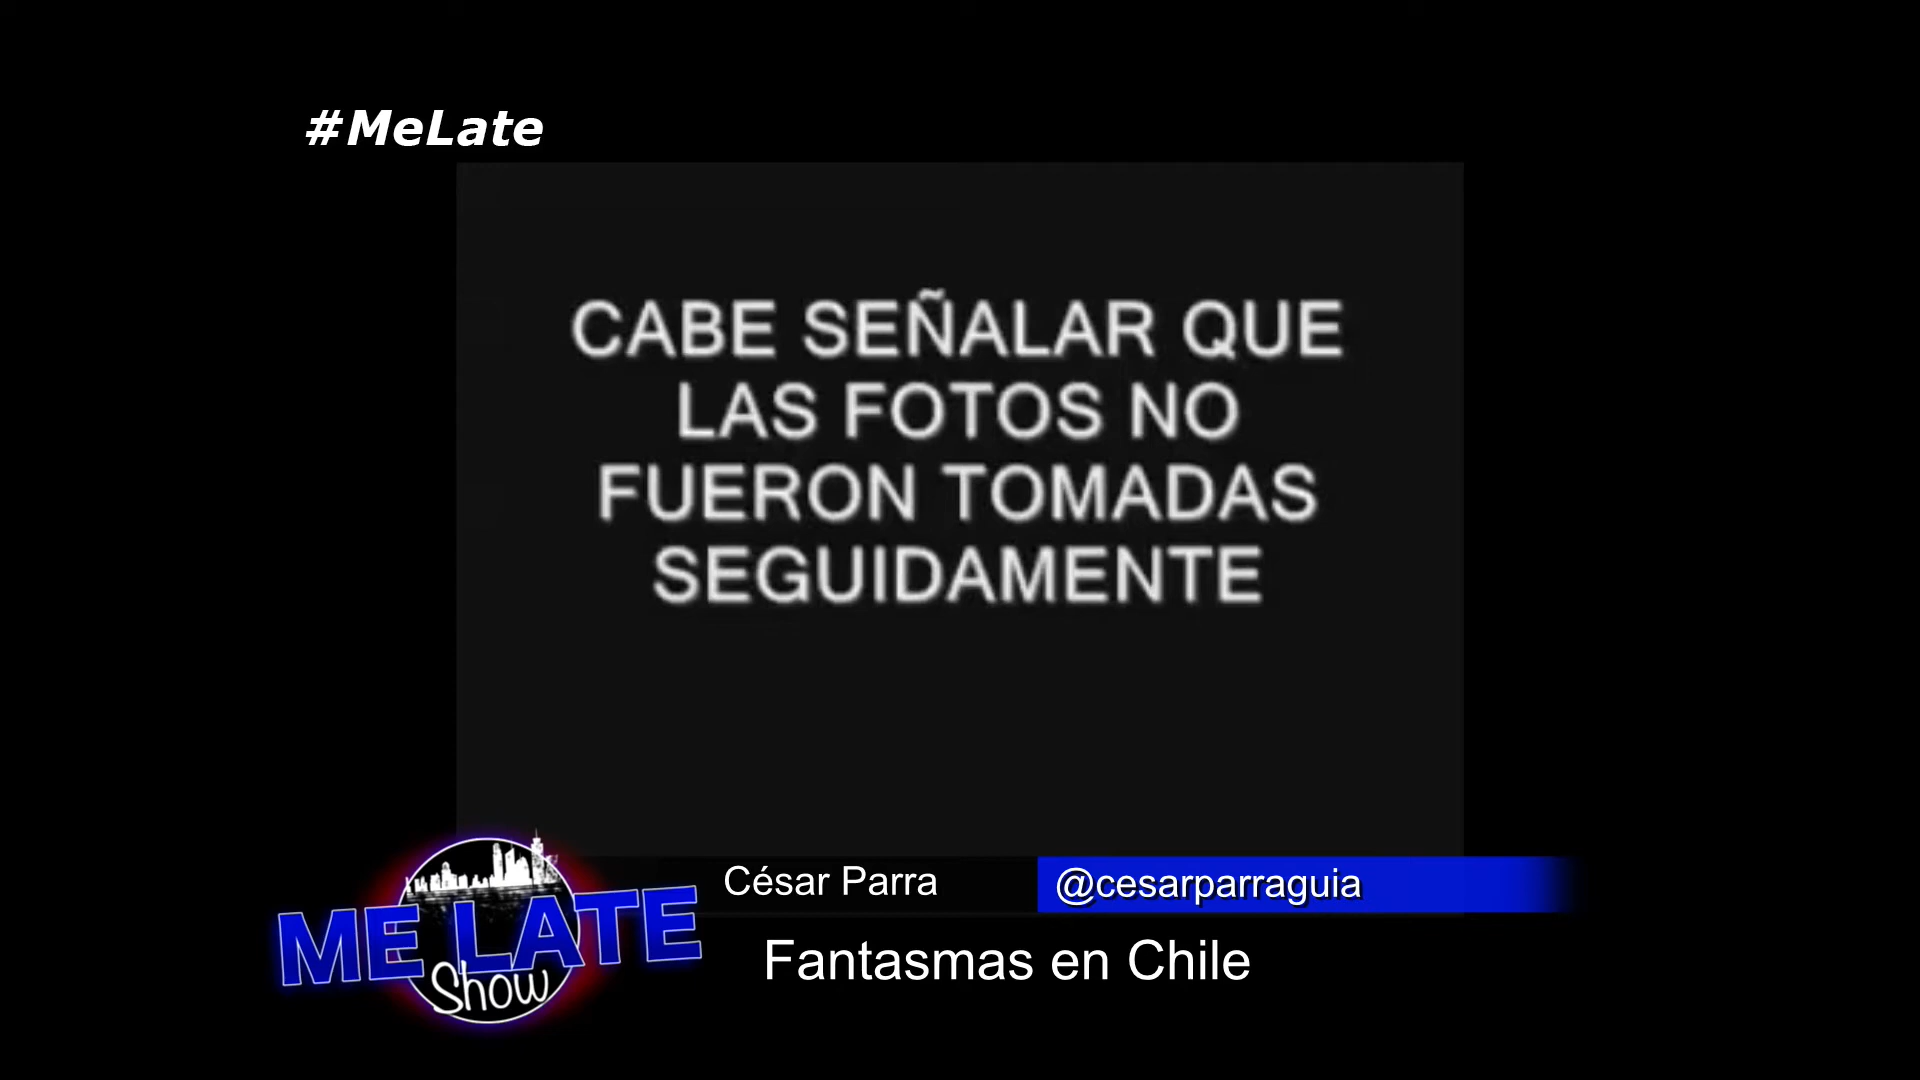 #MeLate
CABE SEÑALAR QUE
LAS FOTOS NO
FUERON TOMADAS
SEGUIDAMENTE
César Parra
@cesarparraguia
ME LATE
Show
Fantasmas en Chile